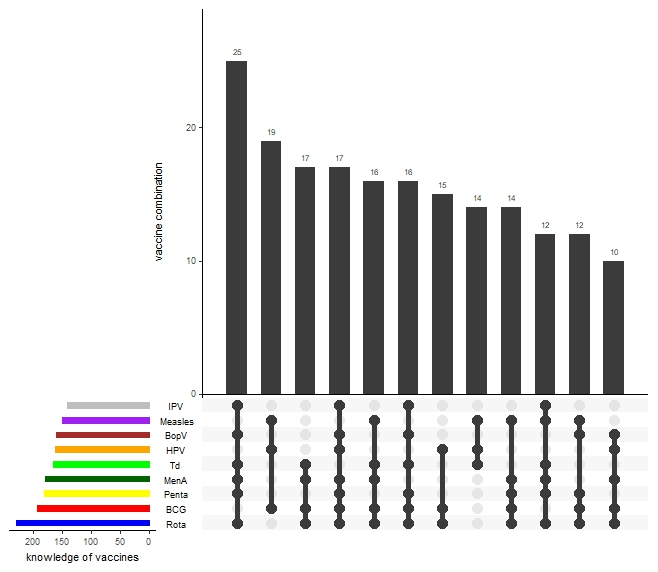 25
19
17
17
16
16
15
14
14
12
12
10
20
10
0
vaccine combination
IPV
Measles
BopV
HPV
Td
MenA
Penta
BCG
Rota
200 150 100 50 0
knowledge of vaccines